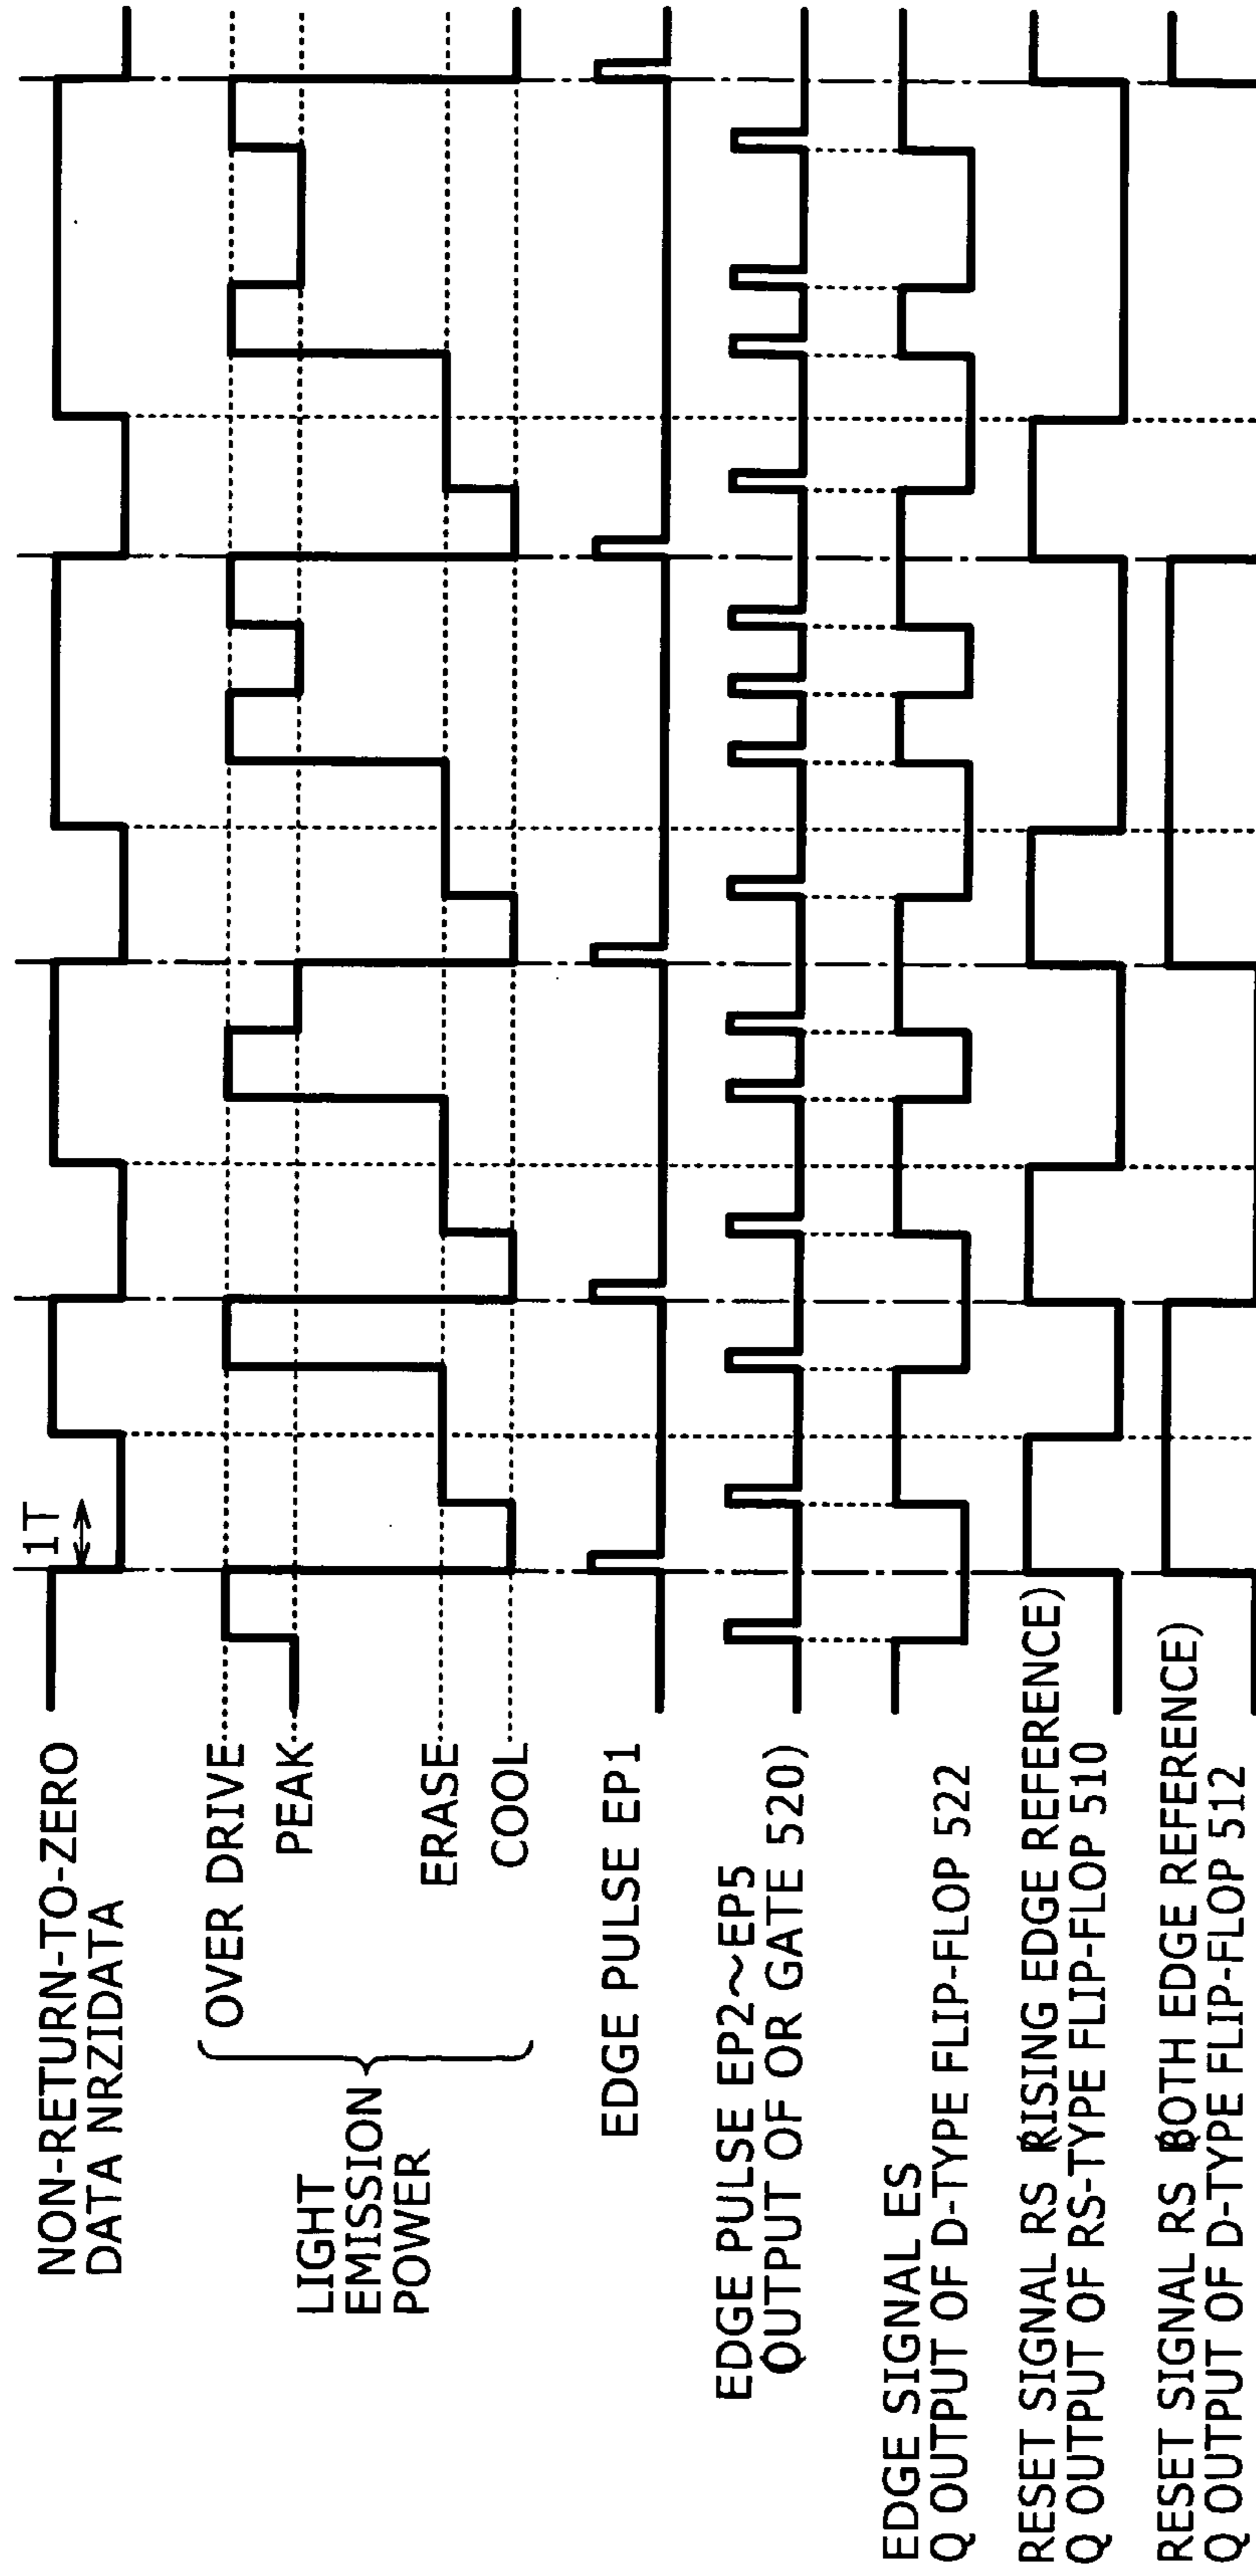 NON-RETURN-TO-ZERO
DATA NRZIDATA
1T
LIGHT
EMISSION
POWER
OVER DRIVE
PEAK
ERASE
COOL
EDGE PULSE EP1
EDGE PULSE EP2~EP5
(OUTPUT OF OR GATE 520)
EDGE SIGNAL ES
Q OUTPUT OF D-TYPE FLIP-FLOP 522
RESET SIGNAL RS (RISING EDGE REFERENCE)
Q OUTPUT OF RS-TYPE FLIP-FLOP 510
RESET SIGNAL RS (BOTH EDGE REFERENCE)
Q OUTPUT OF D-TYPE FLIP-FLOP 512